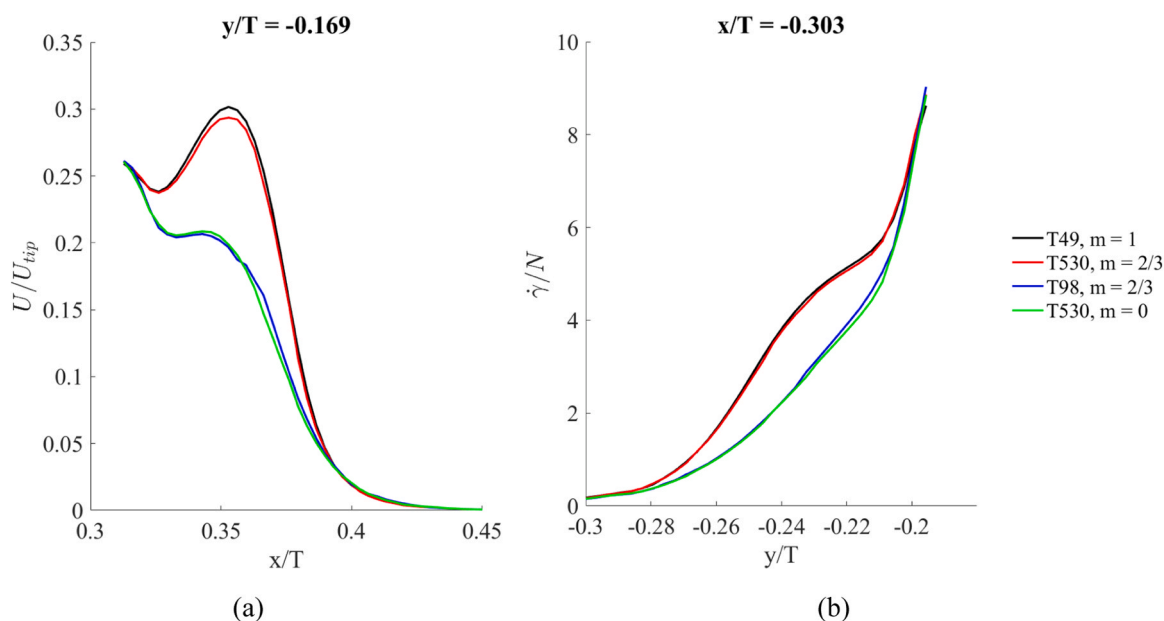 y/T = -0.169
0.35
0.3
0.25
0.2
0.15
0.1
0.05
0
U/U_tip
0.3 0.35 0.4 0.45
x/T
(a)
x/T = -0.303
10
8
6
4
2
0
γ̇/N
-0.3 -0.28 -0.26 -0.24 -0.22 -0.2
y/T
(b)
T49, m = 1
T530, m = 2/3
T98, m = 2/3
T530, m = 0